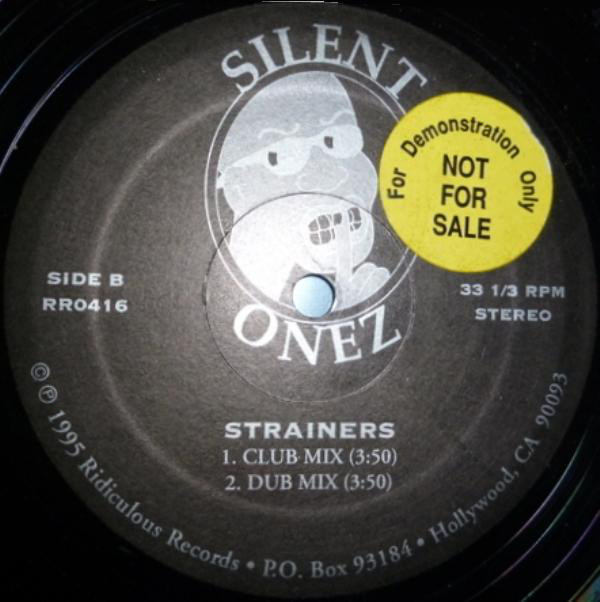 SILENT
ONEZ
For Demonstration Only
NOT
FOR
SALE
SIDE B
RR0416
33 1/3 RPM
STEREO
STRAINERS
1. CLUB MIX (3:50)
2. DUB MIX (3:50)
© ℗ 1995 Ridiculous Records • P.O. Box 93184 • Hollywood, CA 90093